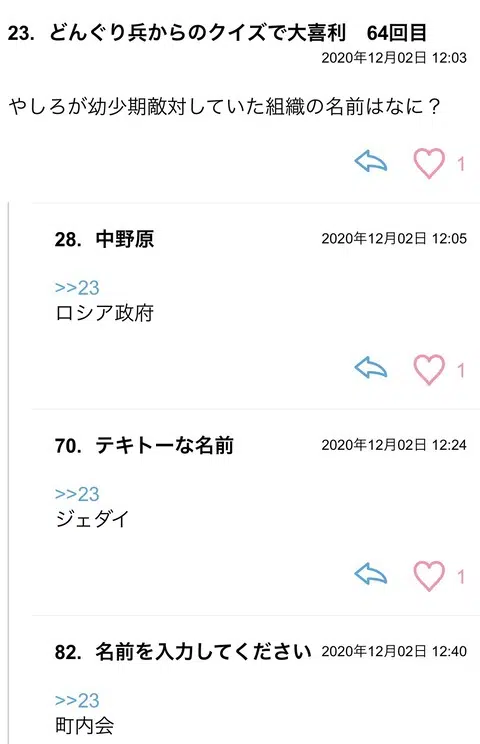 23. どんぐり兵からのクイズで大喜利　64回目
2020年12月02日 12:03
やしろが幼少期敵対していた組織の名前はなに？
1
28. 中野原 2020年12月02日 12:05
>>23
ロシア政府
1
70. テキトーな名前 2020年12月02日 12:24
>>23
ジェダイ
1
82. 名前を入力してください 2020年12月02日 12:40
>>23
町内会